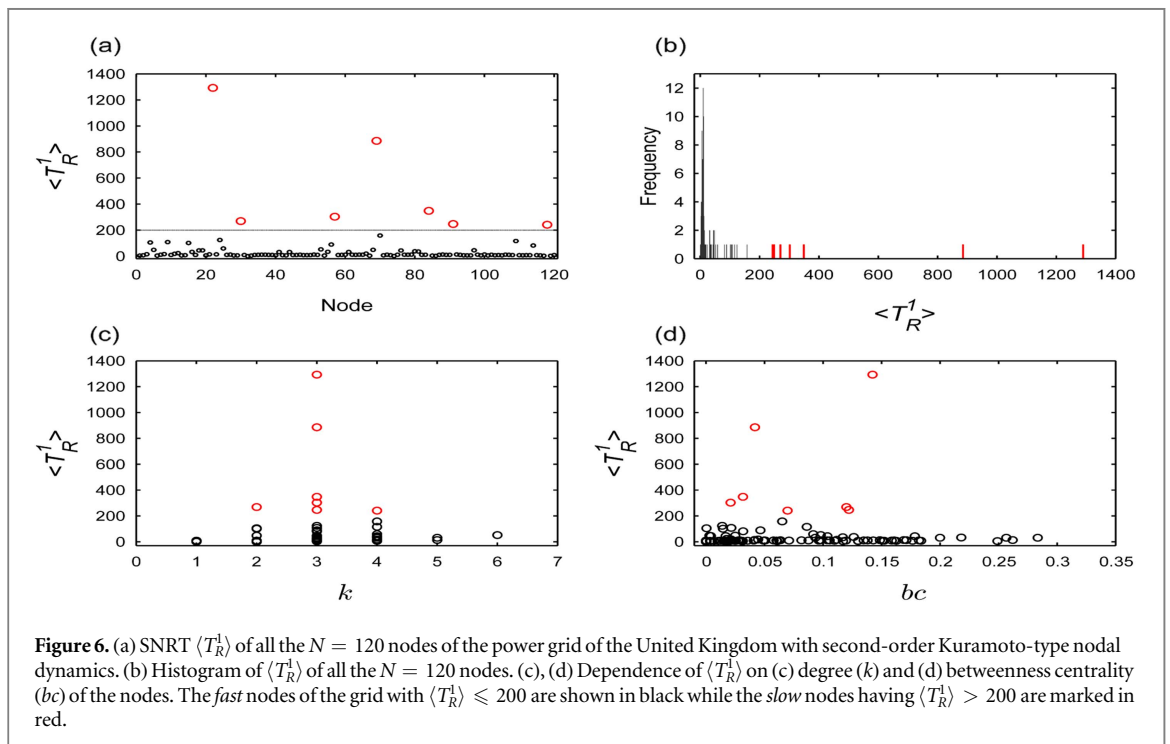 (a)
1400
1200
1000
800
600
400
200
0
<T_R^1>
0 20 40 60 80 100 120
Node
(b)
12
10
8
6
4
2
0
Frequency
0 200 400 600 800 1000 1200 1400
<T_R^1>
(c)
1400
1200
1000
800
600
400
200
0
<T_R^1>
0 1 2 3 4 5 6 7
k
(d)
1400
1200
1000
800
600
400
200
0
<T_R^1>
0 0.05 0.1 0.15 0.2 0.25 0.3 0.35
bc
Figure 6. (a) SNRT ⟨T_R^1⟩ of all the N = 120 nodes of the power grid of the United Kingdom with second-order Kuramoto-type nodal
dynamics. (b) Histogram of ⟨T_R^1⟩ of all the N = 120 nodes. (c), (d) Dependence of ⟨T_R^1⟩ on (c) degree (k) and (d) betweenness centrality
(bc) of the nodes. The fast nodes of the grid with ⟨T_R^1⟩ ⩽ 200 are shown in black while the slow nodes having ⟨T_R^1⟩ > 200 are marked in
red.